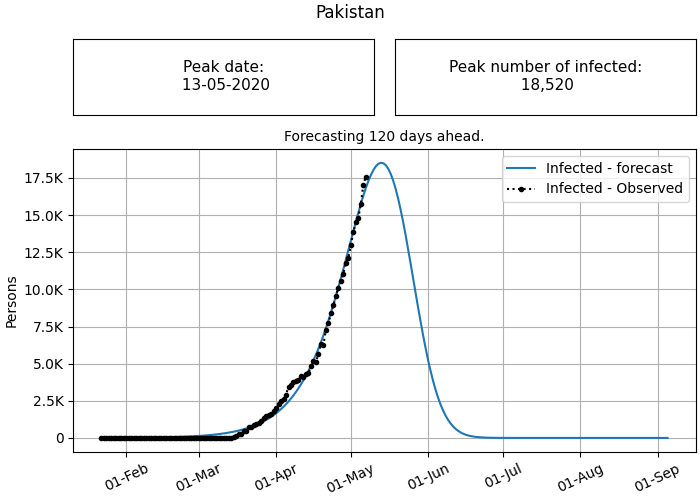 Pakistan
Peak date:
13-05-2020
Peak number of infected:
18,520
Forecasting 120 days ahead.
Infected - forecast
Infected - Observed
Persons
17.5K
15.0K
12.5K
10.0K
7.5K
5.0K
2.5K
0
01-Feb
01-Mar
01-Apr
01-May
01-Jun
01-Jul
01-Aug
01-Sep